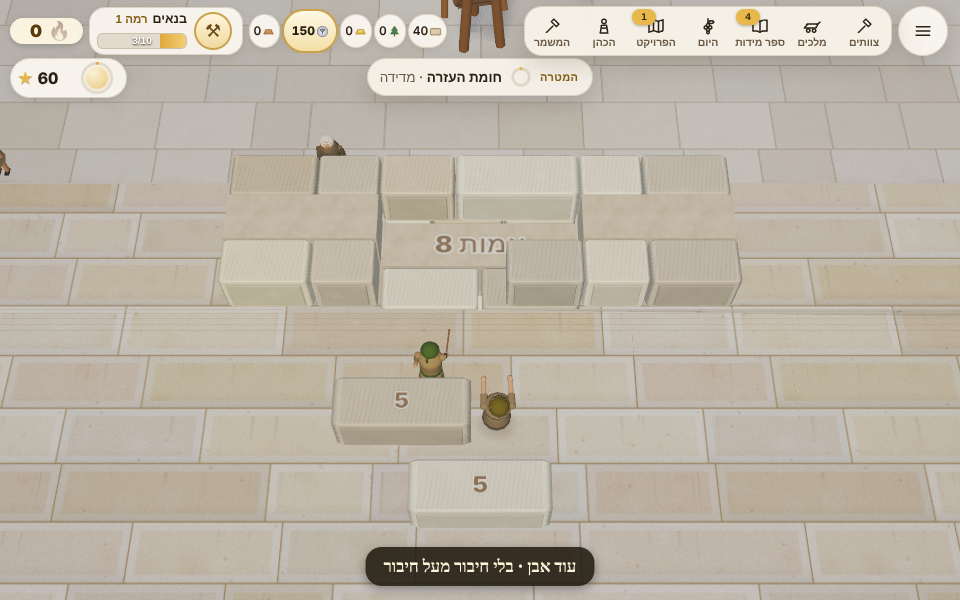 צוותים
מלכים
ספר מידות
4
היום
הפרויקט
1
הכהן
המשמר
40
0
0
150
0
בנאים רמה 1
3/10
0
60
המטרה
חומת העזרה · מדידה
8
5
5
עוד אבן · בלי חיבור מעל חיבור